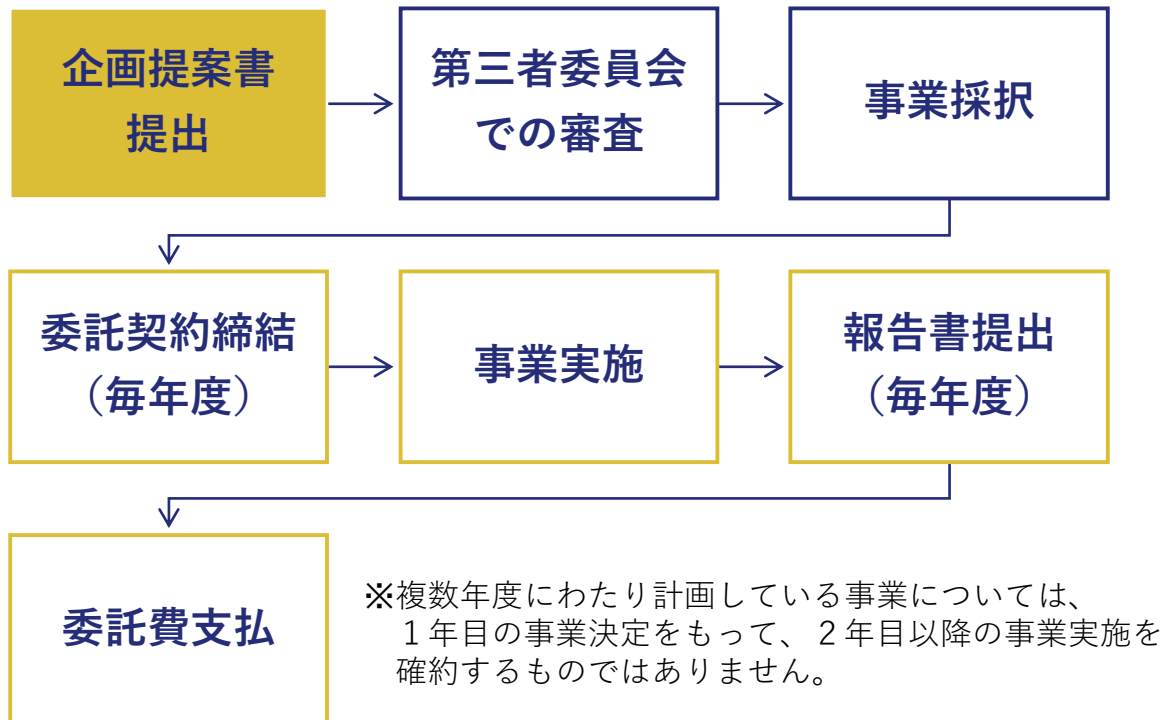 企画提案書
提出
第三者委員会
での審査
事業採択
委託契約締結
（毎年度）
事業実施
報告書提出
（毎年度）
委託費支払
※複数年度にわたり計画している事業については、
１年目の事業決定をもって、２年目以降の事業実施を
確約するものではありません。